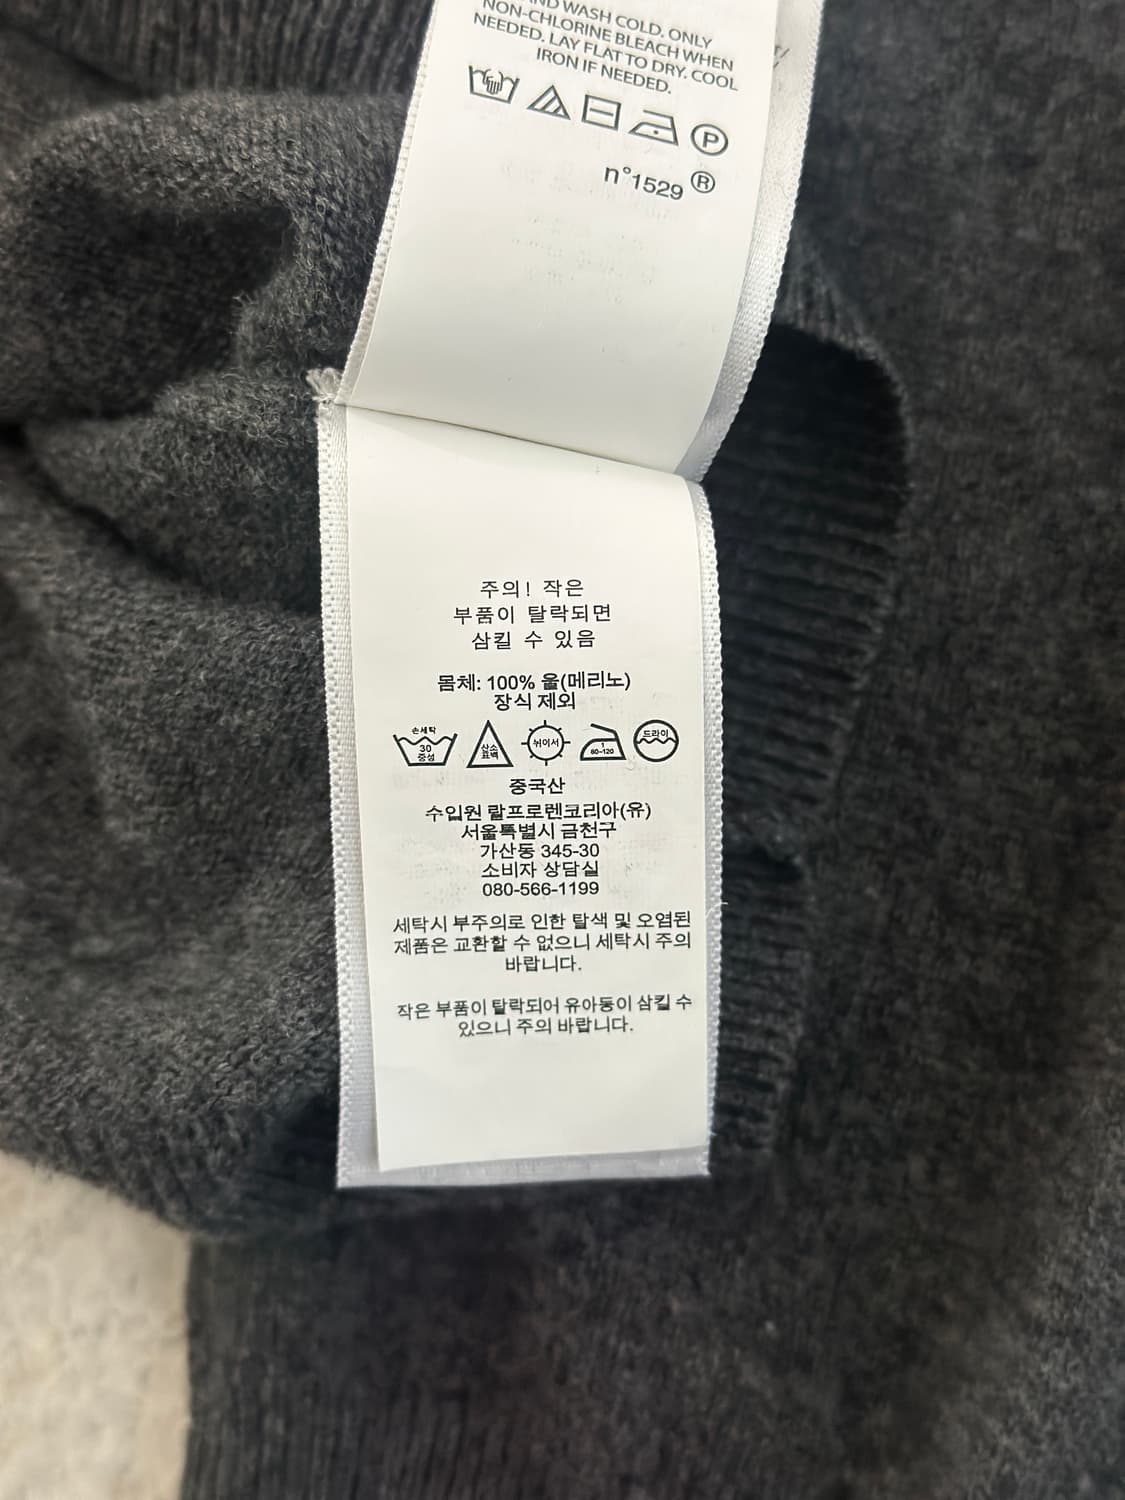 WASH COLD. ONLY
NON-CHLORINE BLEACH WHEN
NEEDED. LAY FLAT TO DRY. COOL
IRON IF NEEDED.
P
n°1529 ®
주의! 작은
부품이 탈락되면
삼킬 수 있음
몸체: 100% 울(메리노)
장식 제외
손세탁
30
중성
산소
표백
뉘어서
1
80~120
드라이
중국산
수입원 랄프로렌코리아(유)
서울특별시 금천구
가산동 345-30
소비자 상담실
080-566-1199
세탁시 부주의로 인한 탈색 및 오염된
제품은 교환할 수 없으니 세탁시 주의
바랍니다.
작은 부품이 탈락되어 유아동이 삼킬 수
있으니 주의 바랍니다.